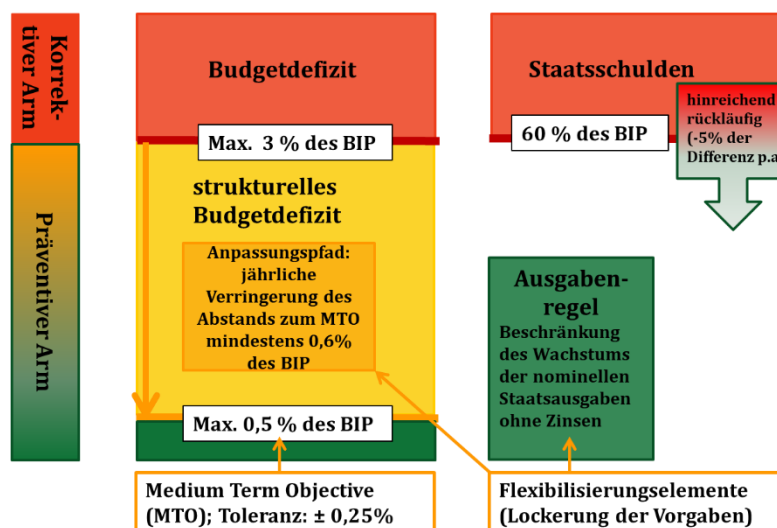 Korrek-
tiver Arm
Präventiver Arm
Budgetdefizit
Max. 3 % des BIP
strukturelles
Budgetdefizit
Anpassungspfad:
jährliche
Verringerung des
Abstands zum MTO
mindestens 0,6%
des BIP
Max. 0,5 % des BIP
Medium Term Objective
(MTO); Toleranz: ± 0,25%
Staatsschulden
60 % des BIP
hinreichend
rückläufig
(-5% der
Differenz p.a
Ausgaben-
regel
Beschränkung
des Wachstums
der nominellen
Staatsausgaben
ohne Zinsen
Flexibilisierungselemente
(Lockerung der Vorgaben)